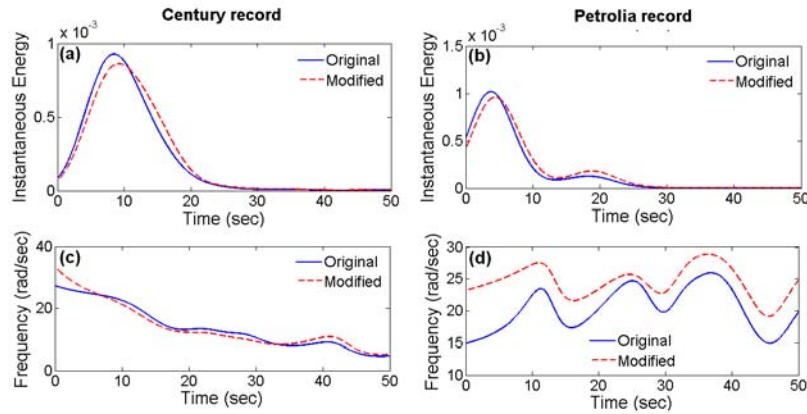 Century record
Petrolia record
1 x 10^-3
(a)
Original
Modified
0.5
0
0 10 20 30 40 50
Instantaneous Energy
Time (sec)
1.5 x 10^-3
(b)
Original
Modified
1
0.5
0
0 10 20 30 40 50
Instantaneous Energy
Time (sec)
40
(c)
Original
Modified
20
0
0 10 20 30 40 50
Frequency (rad/sec)
Time (sec)
30
(d)
25
20
15
10
Original
Modified
0 10 20 30 40 50
Frequency (rad/sec)
Time (sec)